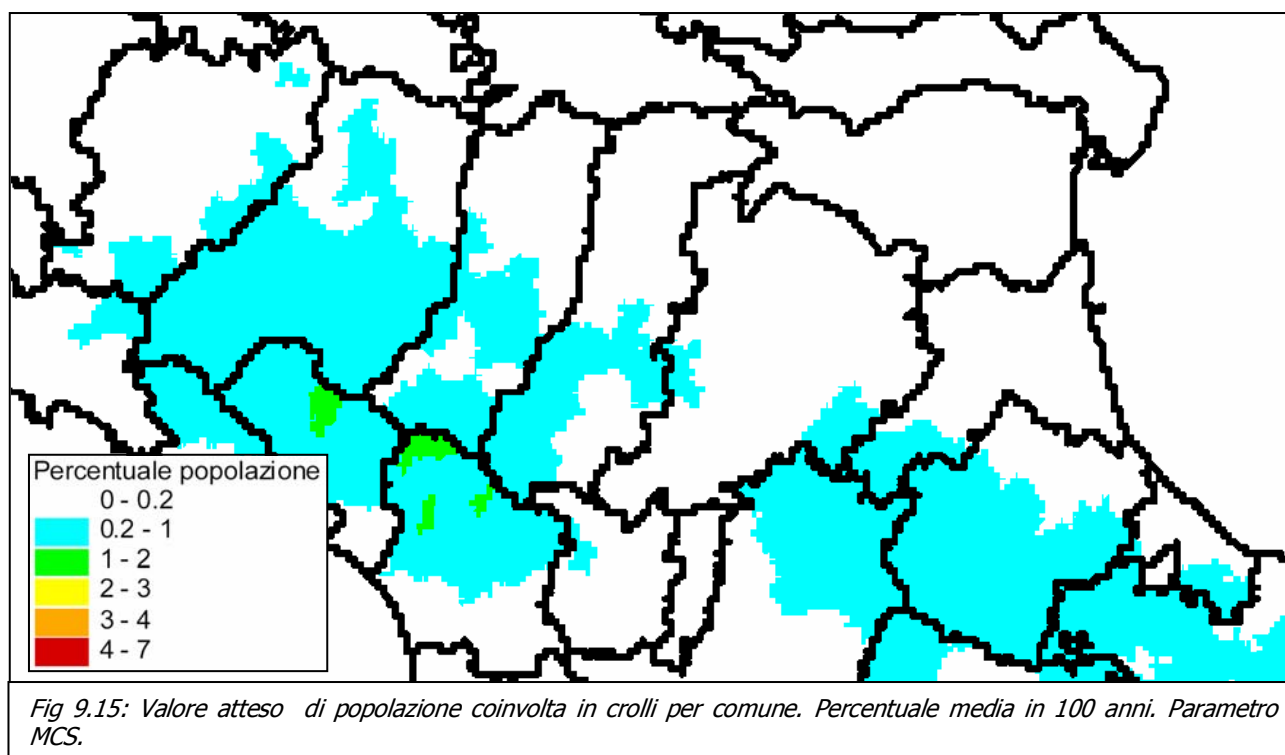 Percentuale popolazione
0 - 0.2
0.2 - 1
1 - 2
2 - 3
3 - 4
4 - 7
Fig 9.15: Valore atteso di popolazione coinvolta in crolli per comune. Percentuale media in 100 anni. Parametro
MCS.